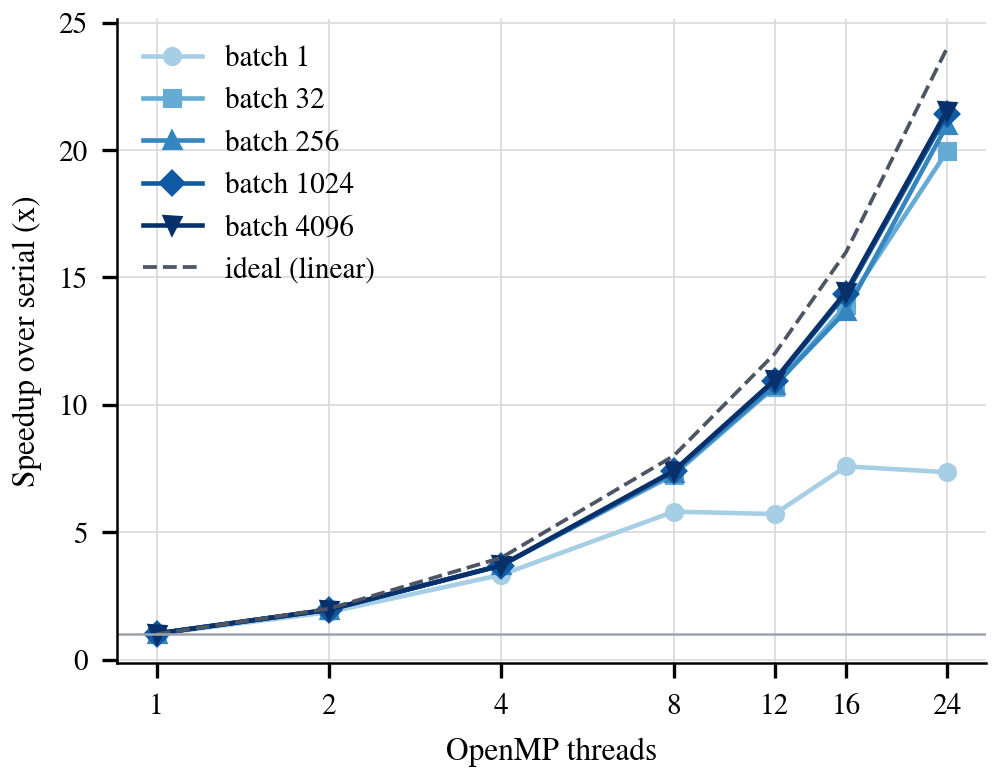 25
20
15
10
5
0
Speedup over serial (x)
batch 1
batch 32
batch 256
batch 1024
batch 4096
ideal (linear)
1 2 4 8 12 16 24
OpenMP threads